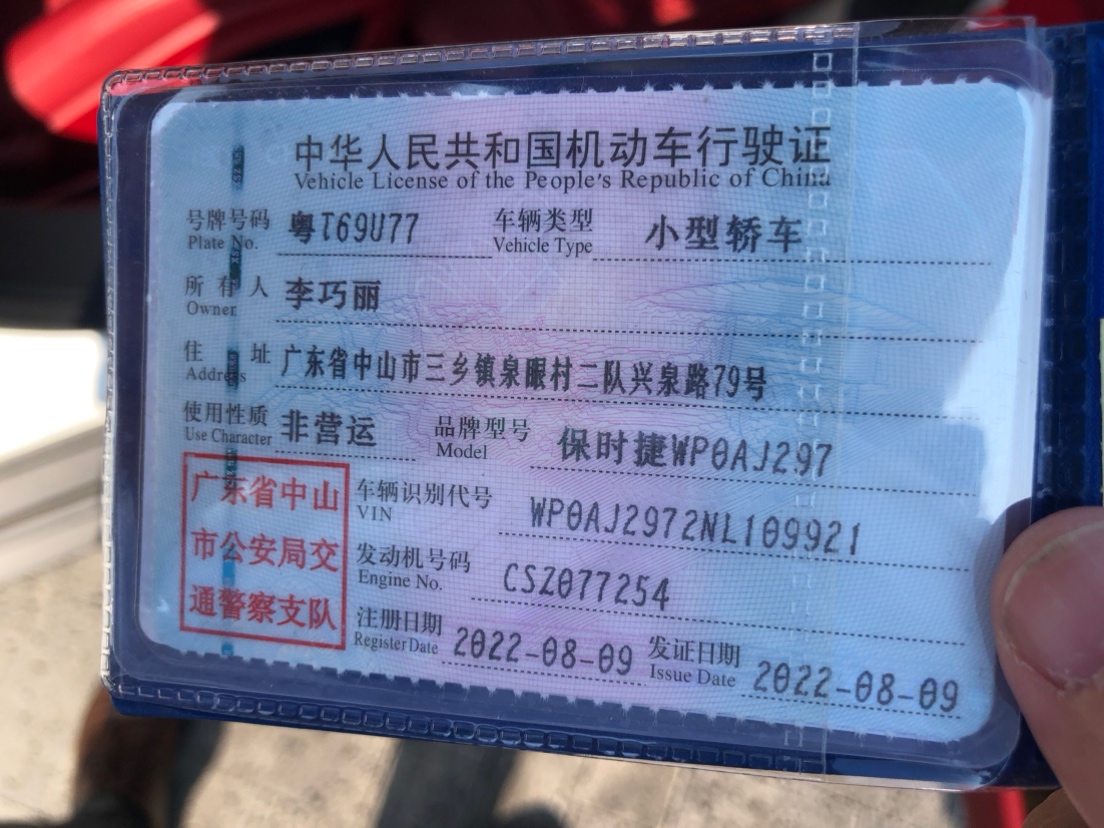 中华人民共和国机动车行驶证
Vehicle License of the People's Republic of China
号牌号码 粤T69U77 车辆类型 小型轿车
Plate No. Vehicle Type
所有人 李巧丽
Owner
住址 广东省中山市三乡镇泉眼村二队兴泉路79号
Address
使用性质 非营运 品牌型号 保时捷WP0AJ297
Use Character Model
广东省中山
市公安局交
通警察支队
车辆识别代号 WP0AJ2972NL109921
VIN
发动机号码 CSZ077254
Engine No.
注册日期 2022-08-09 发证日期 2022-08-09
Register Date Issue Date